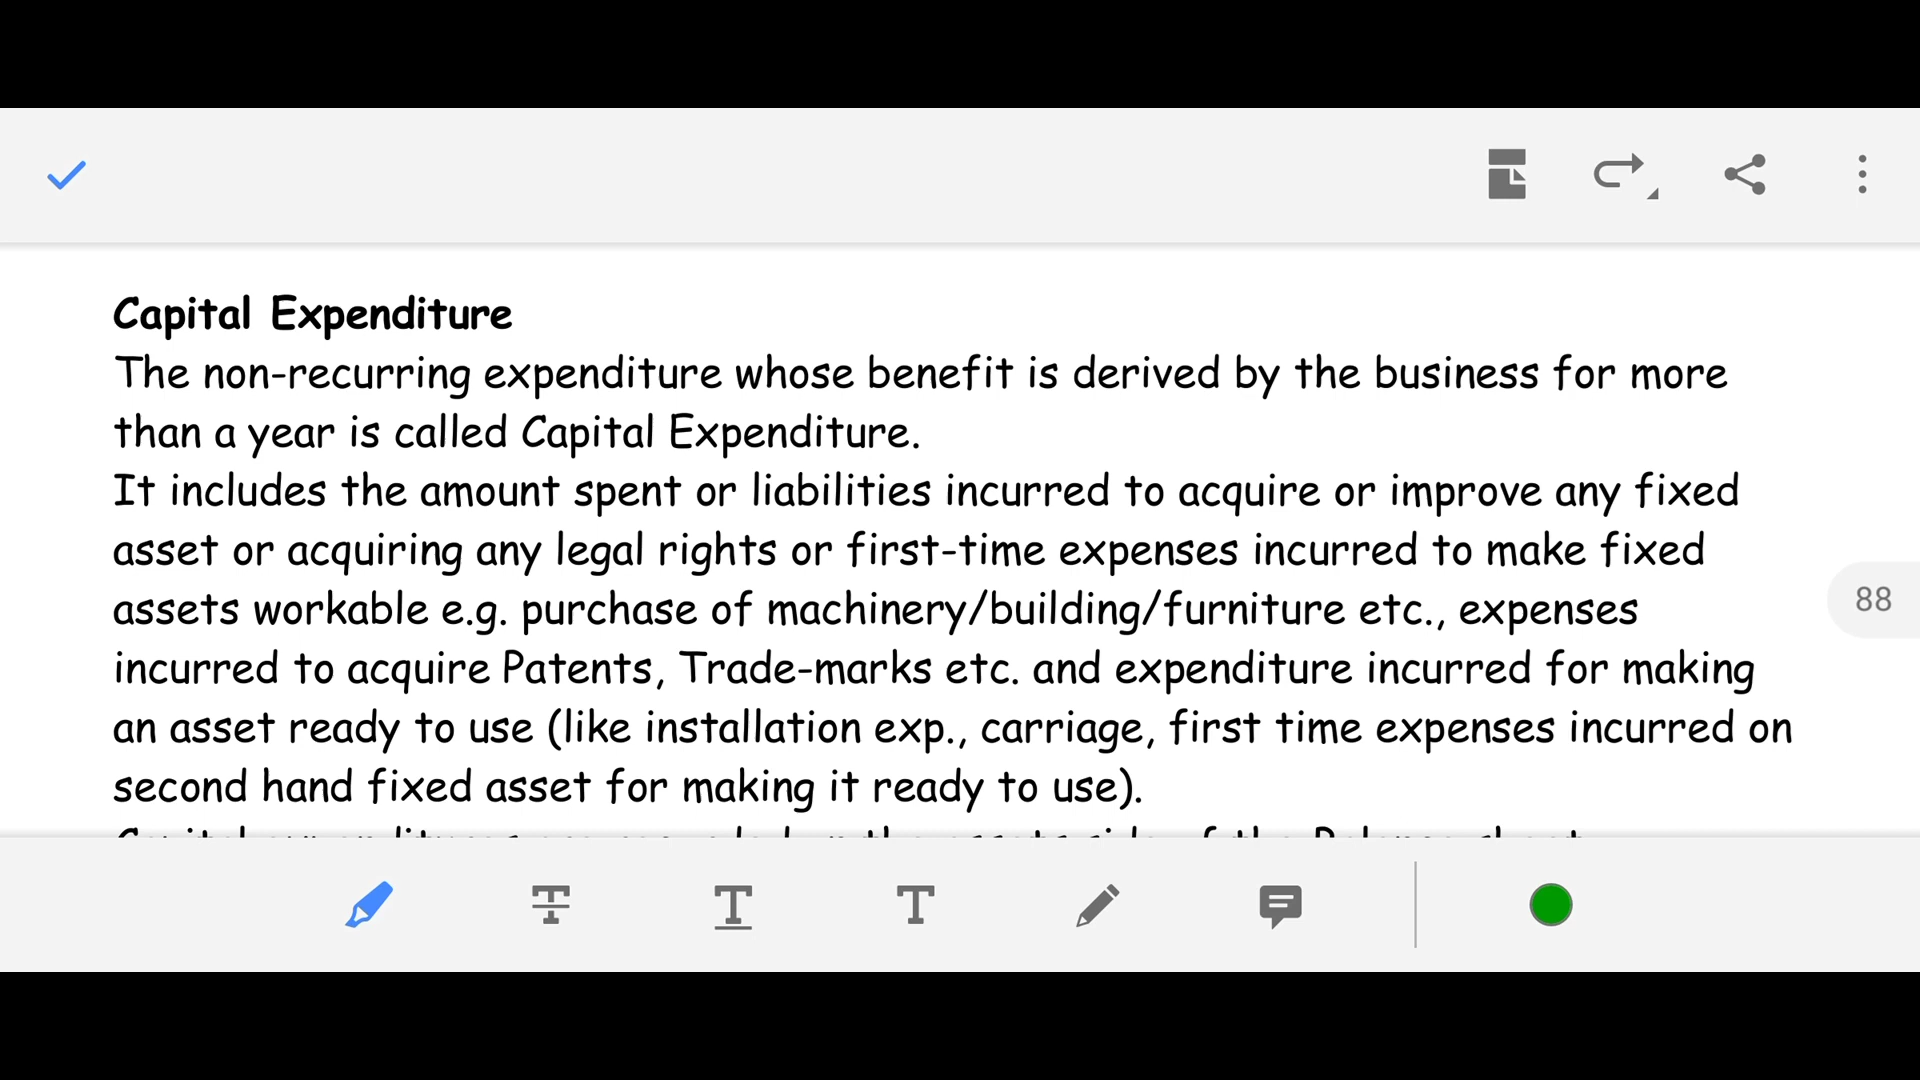 Capital Expenditure
The non-recurring expenditure whose benefit is derived by the business for more
than a year is called Capital Expenditure.
It includes the amount spent or liabilities incurred to acquire or improve any fixed
asset or acquiring any legal rights or first-time expenses incurred to make fixed
assets workable e.g. purchase of machinery/building/furniture etc., expenses
88
incurred to acquire Patents, Trade-marks etc. and expenditure incurred for making
an asset ready to use (like installation exp., carriage, first time expenses incurred on
second hand fixed asset for making it ready to use).